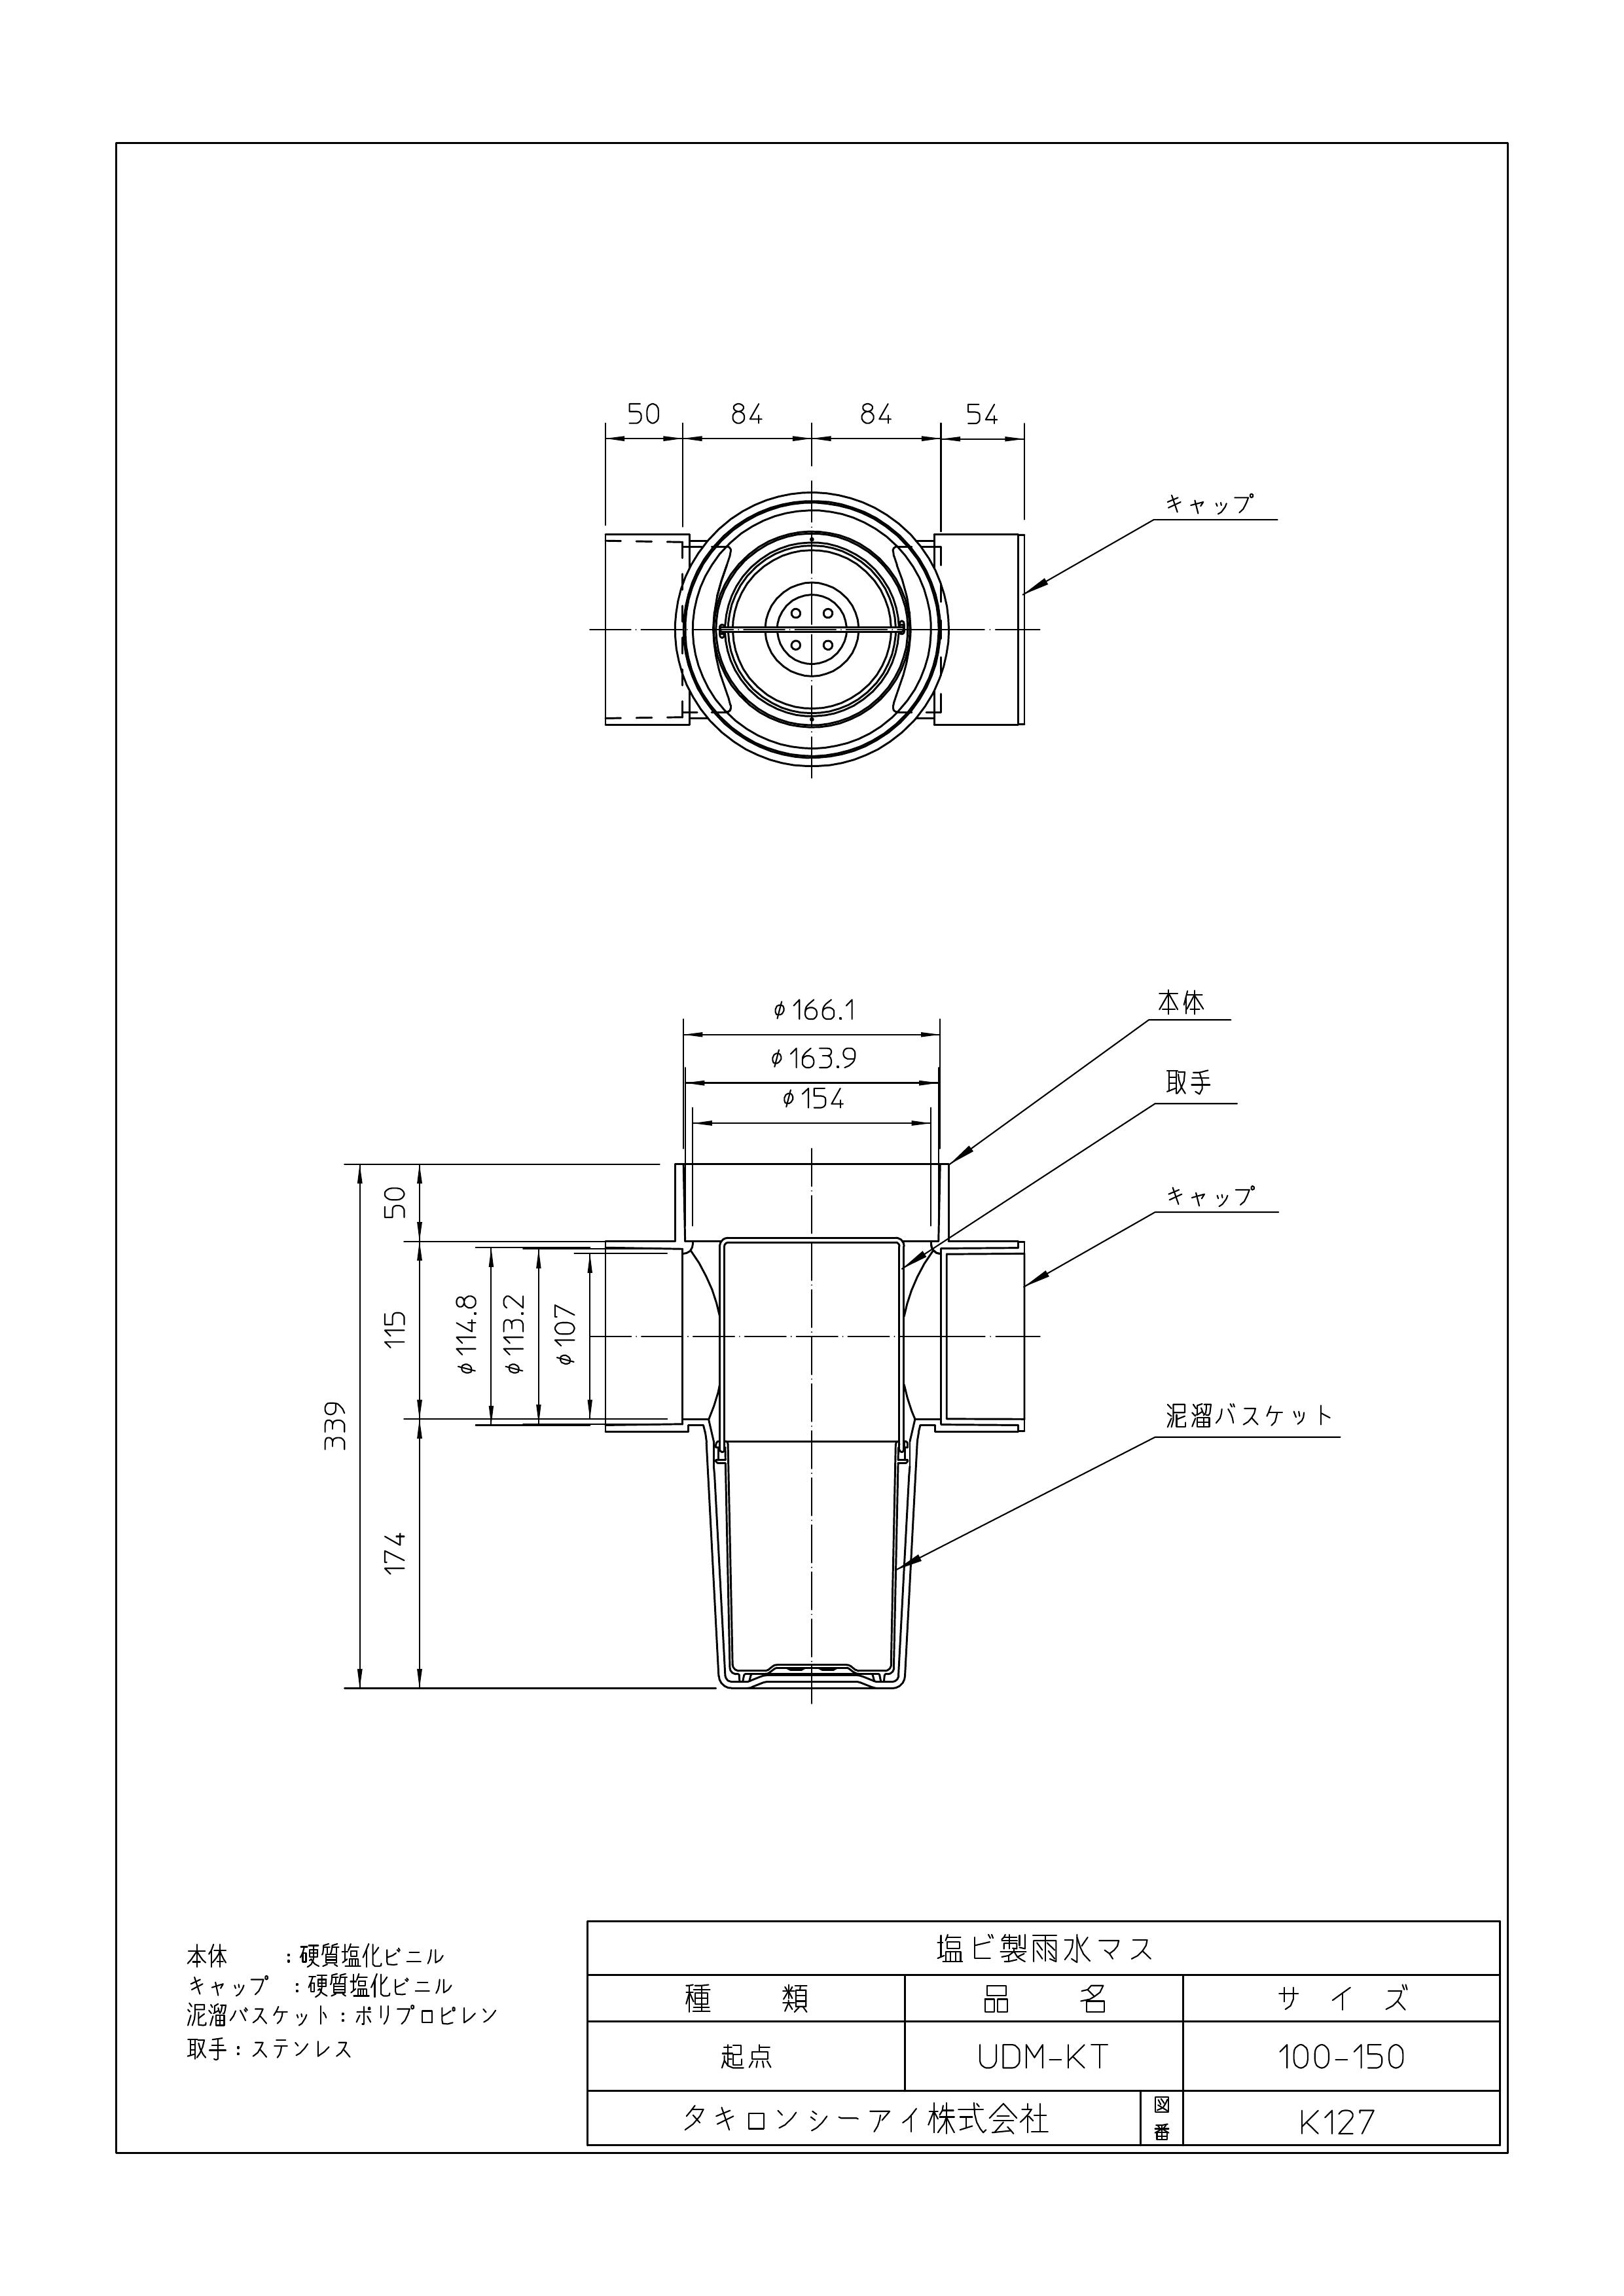 50 84 84 54
キャップ
φ166.1
φ163.9
φ154
本体
取手
キャップ
泥溜バスケット
50
115
174
339
φ114.8
φ113.2
φ107
本体　　：硬質塩化ビニル
キャップ　：硬質塩化ビニル
泥溜バスケット：ポリプロピレン
取手：ステンレス
塩ビ製雨水マス
種　類　品　名　サイズ
起点　UDM-KT　100-150
タキロンシーアイ株式会社　図番　K127